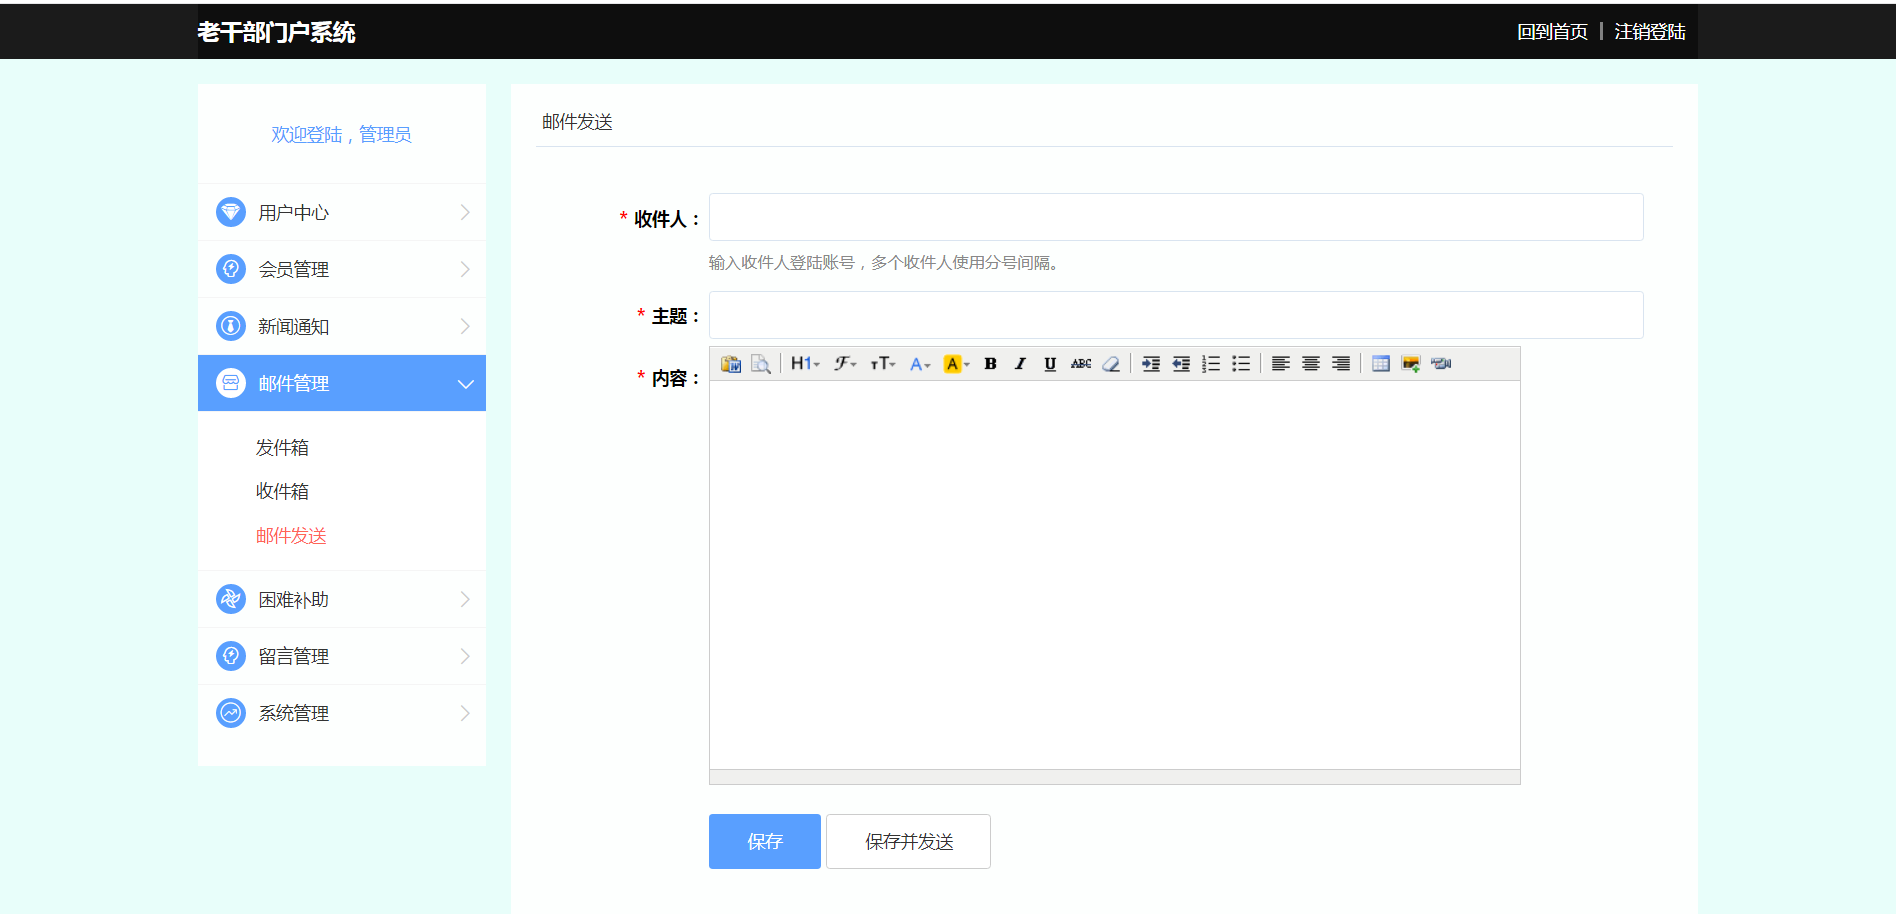 老干部门户系统
回到首页 | 注销登陆
欢迎登陆，管理员
用户中心
会员管理
新闻通知
邮件管理
发件箱
收件箱
邮件发送
困难补助
留言管理
系统管理
邮件发送
* 收件人：
输入收件人登陆账号，多个收件人使用分号间隔。
* 主题：
* 内容：
H1 F TT A A B I U ABC
保存 保存并发送